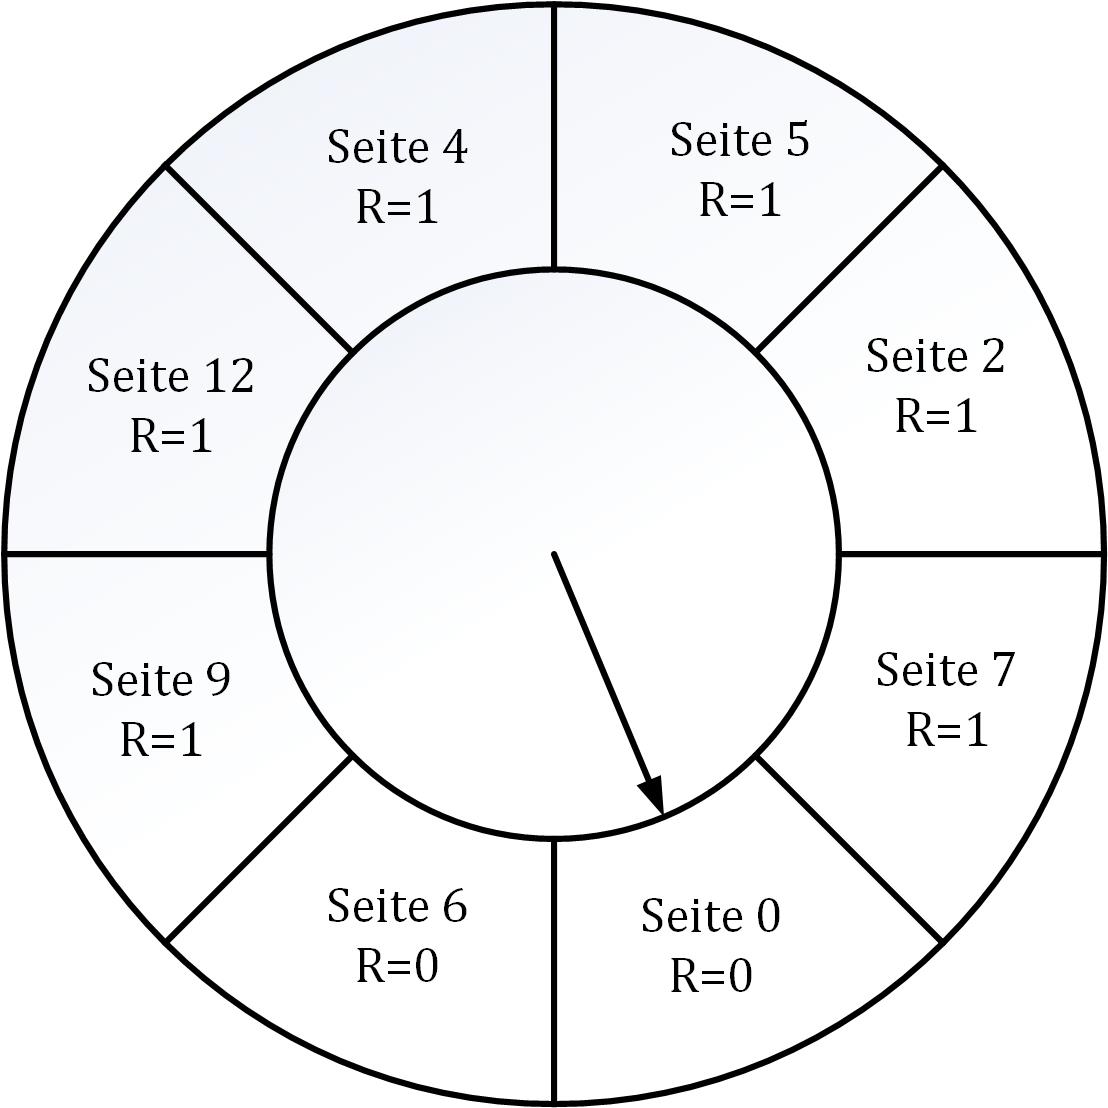 Seite 4
R=1
Seite 5
R=1
Seite 2
R=1
Seite 7
R=1
Seite 0
R=0
Seite 6
R=0
Seite 9
R=1
Seite 12
R=1